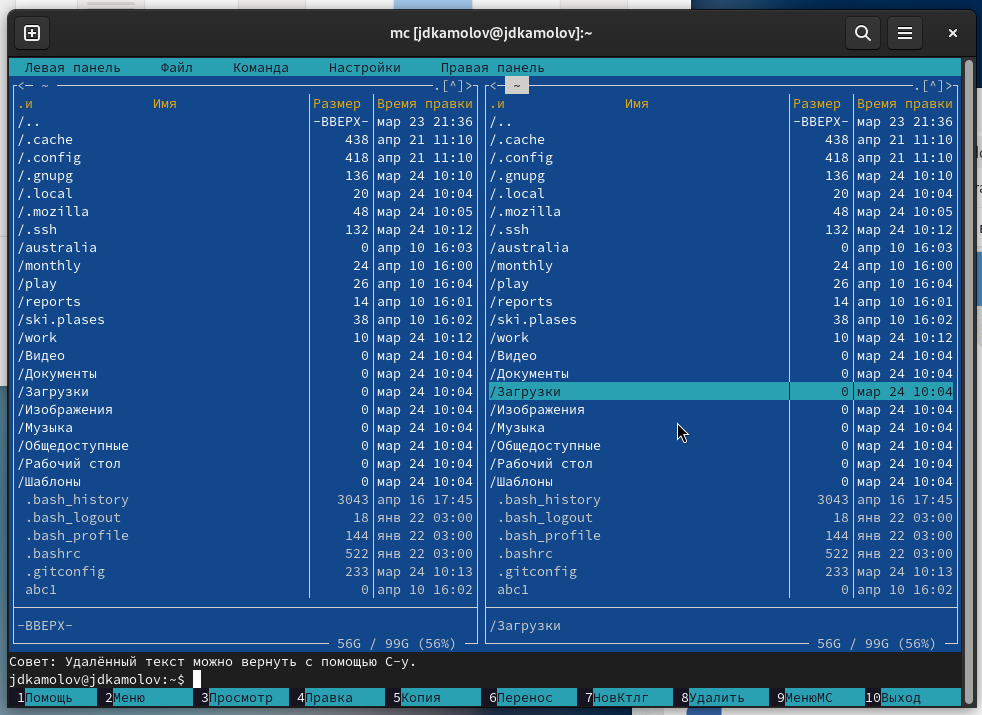 mc [jdkamolov@jdkamolov]:~
Левая панель Файл Команда Настройки Правая панель
<─ ~ .[^]> <─ ~ .[^]>
.и Имя Размер Время правки .и Имя Размер Время правки
/.. -ВВЕРХ- мар 23 21:36 /.. -ВВЕРХ- мар 23 21:36
/.cache 438 апр 21 11:10 /.cache 438 апр 21 11:10
/.config 418 апр 21 11:10 /.config 418 апр 21 11:10
/.gnupg 136 мар 24 10:10 /.gnupg 136 мар 24 10:10
/.local 20 мар 24 10:04 /.local 20 мар 24 10:04
/.mozilla 48 мар 24 10:05 /.mozilla 48 мар 24 10:05
/.ssh 132 мар 24 10:12 /.ssh 132 мар 24 10:12
/australia 0 апр 10 16:03 /australia 0 апр 10 16:03
/monthly 24 апр 10 16:00 /monthly 24 апр 10 16:00
/play 26 апр 10 16:04 /play 26 апр 10 16:04
/reports 14 апр 10 16:01 /reports 14 апр 10 16:01
/ski.plases 38 апр 10 16:02 /ski.plases 38 апр 10 16:02
/work 10 мар 24 10:12 /work 10 мар 24 10:12
/Видео 0 мар 24 10:04 /Видео 0 мар 24 10:04
/Документы 0 мар 24 10:04 /Документы 0 мар 24 10:04
/Загрузки 0 мар 24 10:04 /Загрузки 0 мар 24 10:04
/Изображения 0 мар 24 10:04 /Изображения 0 мар 24 10:04
/Музыка 0 мар 24 10:04 /Музыка 0 мар 24 10:04
/Общедоступные 0 мар 24 10:04 /Общедоступные 0 мар 24 10:04
/Рабочий стол 0 мар 24 10:04 /Рабочий стол 0 мар 24 10:04
/Шаблоны 0 мар 24 10:04 /Шаблоны 0 мар 24 10:04
.bash_history 3043 апр 16 17:45 .bash_history 3043 апр 16 17:45
.bash_logout 18 янв 22 03:00 .bash_logout 18 янв 22 03:00
.bash_profile 144 янв 22 03:00 .bash_profile 144 янв 22 03:00
.bashrc 522 янв 22 03:00 .bashrc 522 янв 22 03:00
.gitconfig 233 мар 24 10:13 .gitconfig 233 мар 24 10:13
abc1 0 апр 10 16:02 abc1 0 апр 10 16:02
-ВВЕРХ- /Загрузки
56G / 99G (56%) 56G / 99G (56%)
Совет: Удалённый текст можно вернуть с помощью C-y.
jdkamolov@jdkamolov:~$
1Помощь 2Меню 3Просмотр 4Правка 5Копия 6Перенос 7НовКтлг 8Удалить 9МенюМС 10Выход